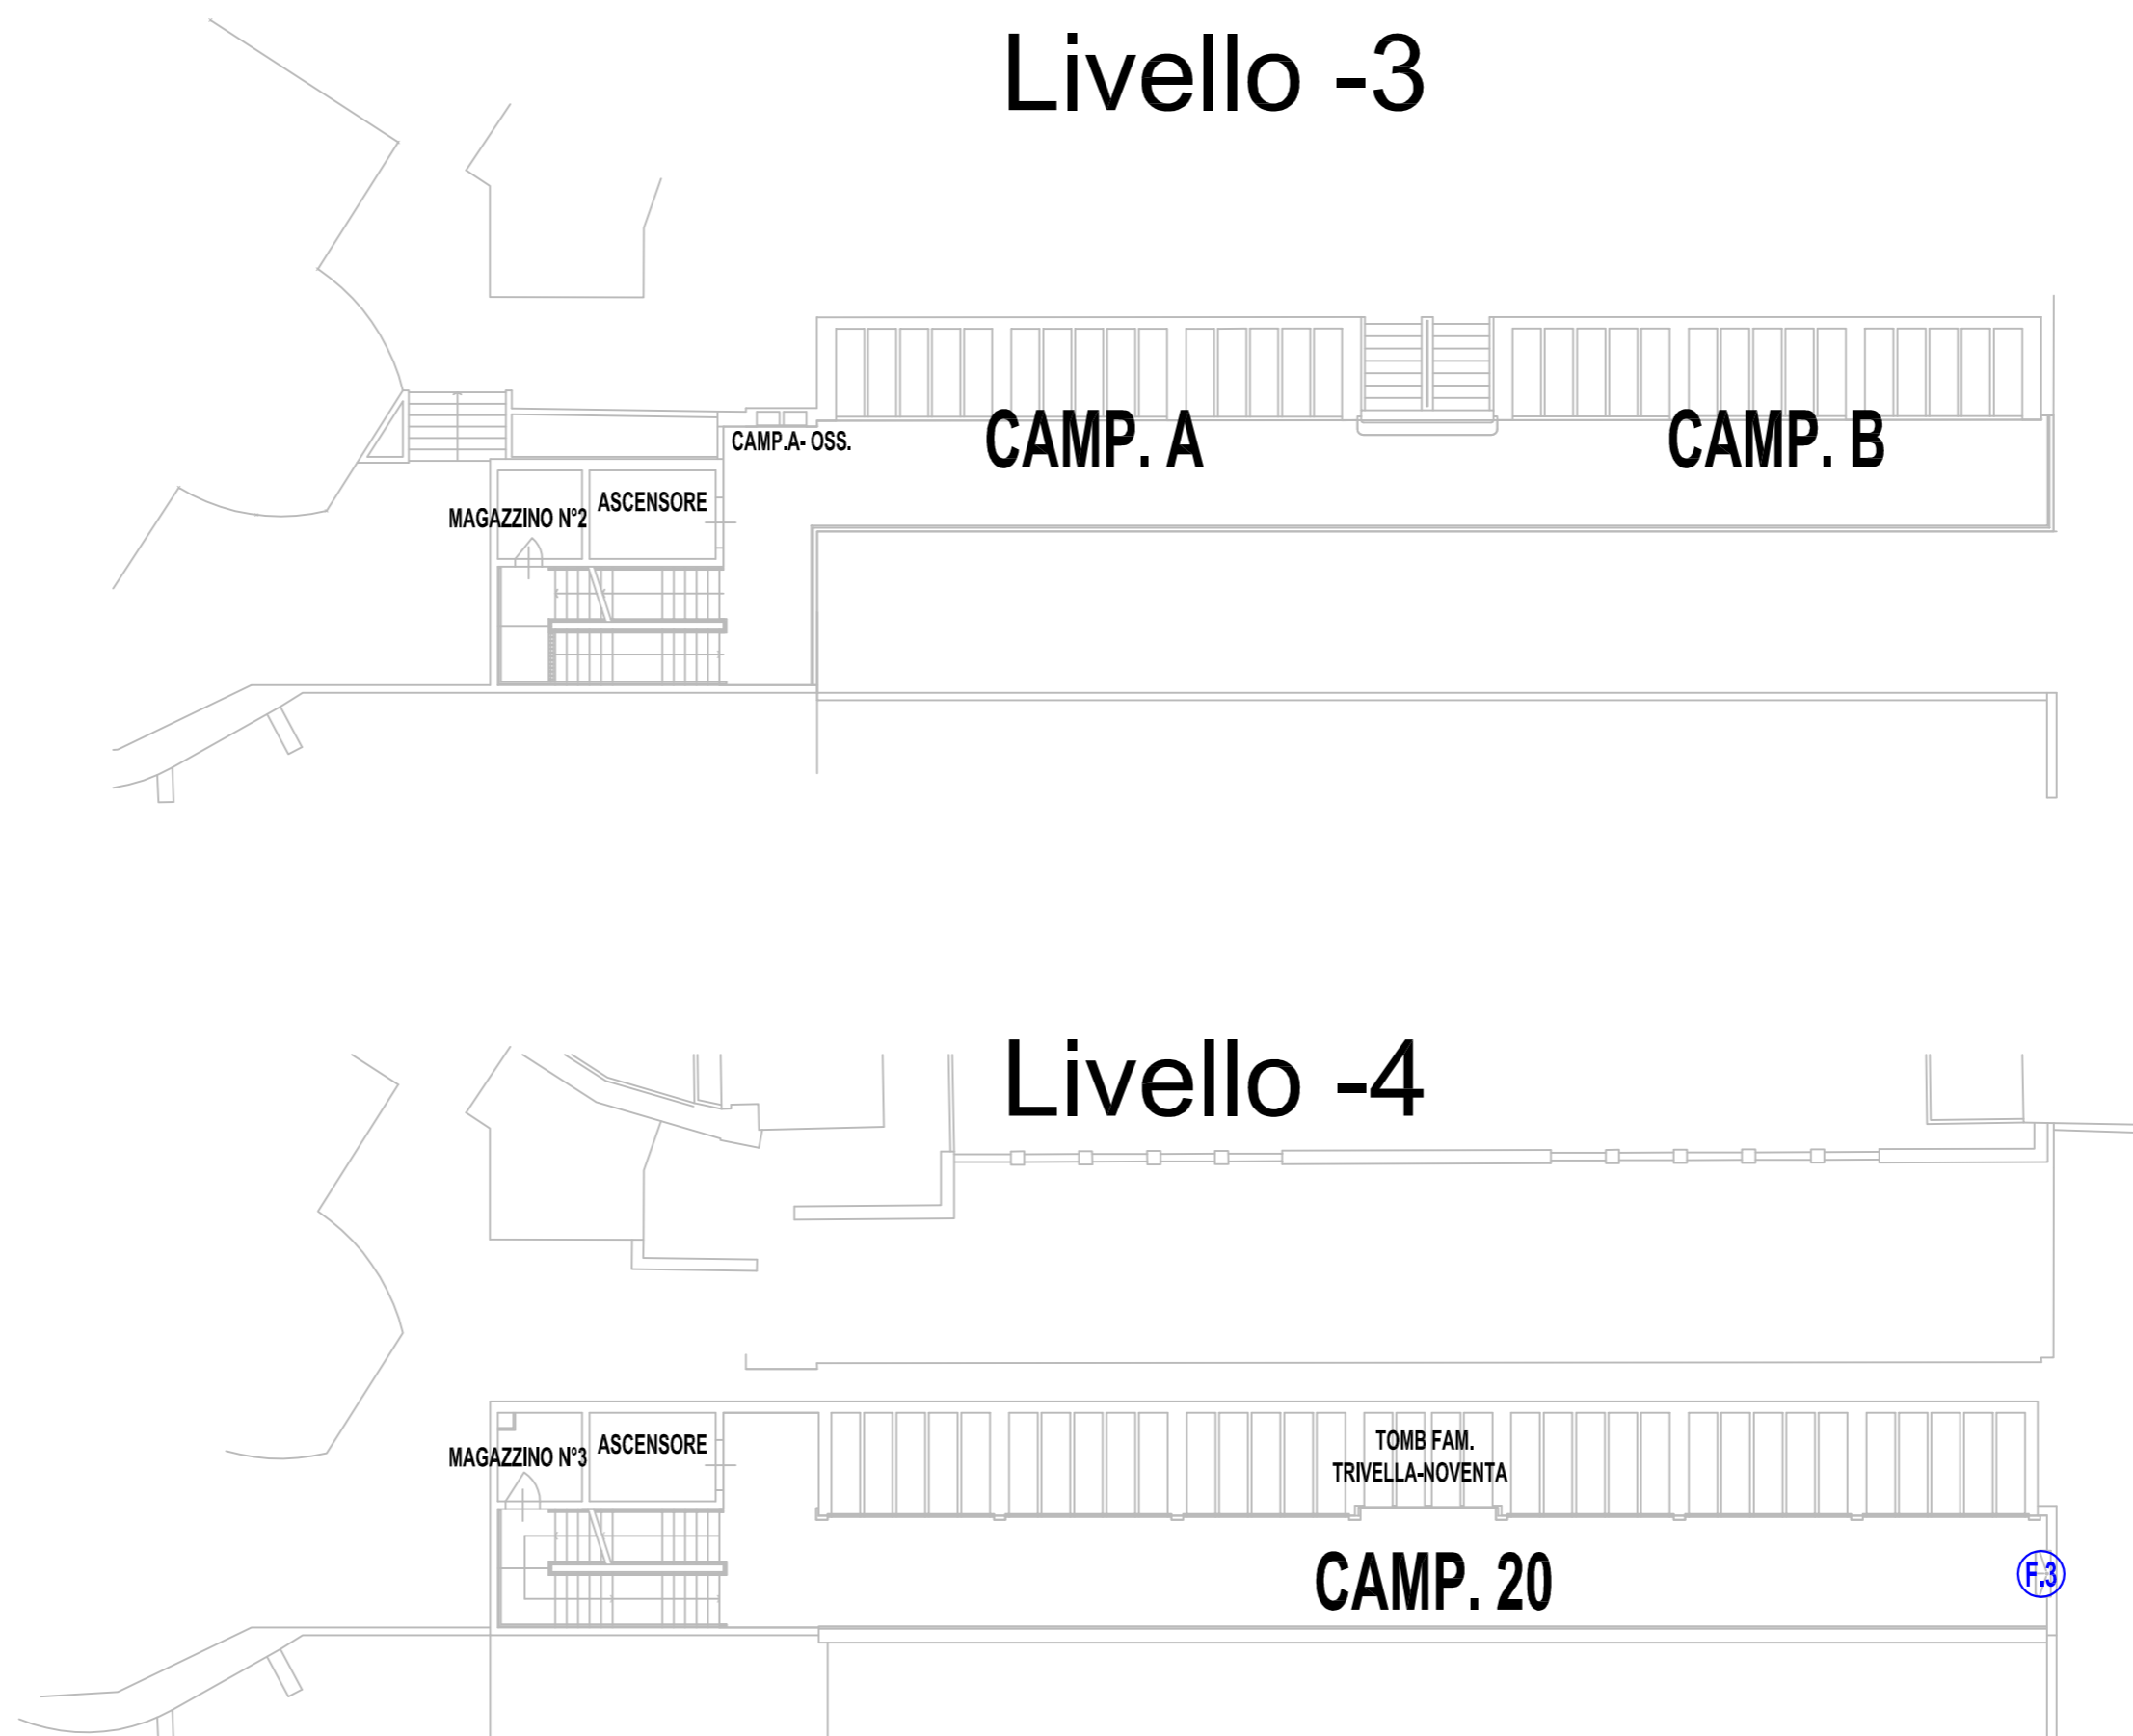 Livello -3
CAMP.A- OSS.
CAMP. A
CAMP. B
MAGAZZINO N°2
ASCENSORE
Livello -4
MAGAZZINO N°3
ASCENSORE
TOMB FAM.
TRIVELLA-NOVENTA
CAMP. 20
F.3